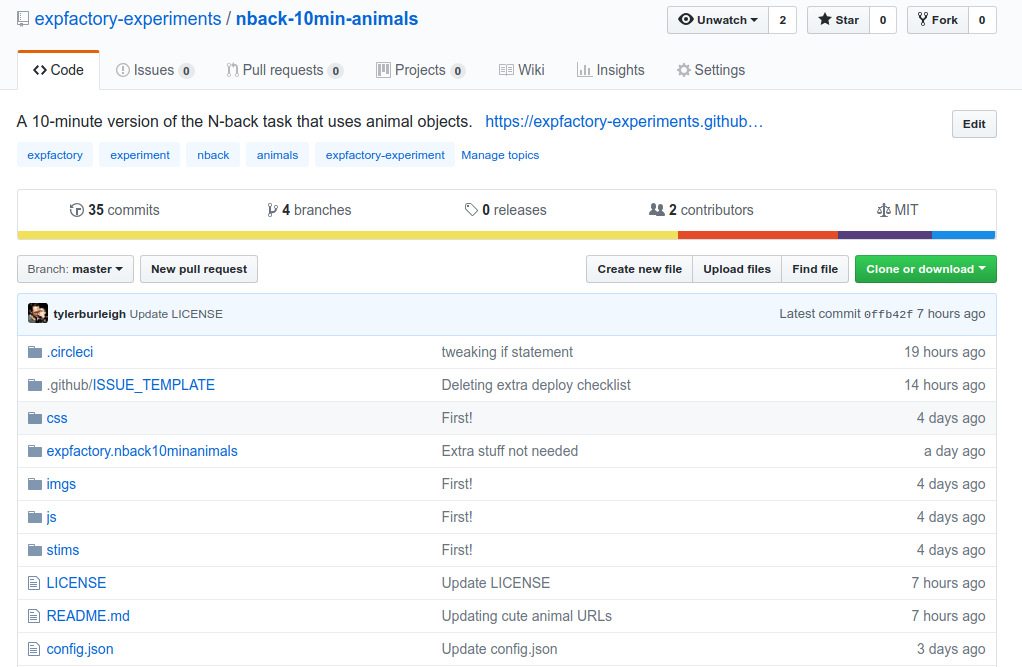 expfactory-experiments / nback-10min-animals Unwatch 2 Star 0 Fork 0
Code Issues 0 Pull requests 0 Projects 0 Wiki Insights Settings
A 10-minute version of the N-back task that uses animal objects. https://expfactory-experiments.github… Edit
expfactory experiment nback animals expfactory-experiment Manage topics
35 commits 4 branches 0 releases 2 contributors MIT
Branch: master New pull request Create new file Upload files Find file Clone or download
tylerburleigh Update LICENSE Latest commit 0ffb42f 7 hours ago
.circleci tweaking if statement 19 hours ago
.github/ISSUE_TEMPLATE Deleting extra deploy checklist 14 hours ago
css First! 4 days ago
expfactory.nback10minanimals Extra stuff not needed a day ago
imgs First! 4 days ago
js First! 4 days ago
stims First! 4 days ago
LICENSE Update LICENSE 7 hours ago
README.md Updating cute animal URLs 7 hours ago
config.json Update config.json 3 days ago